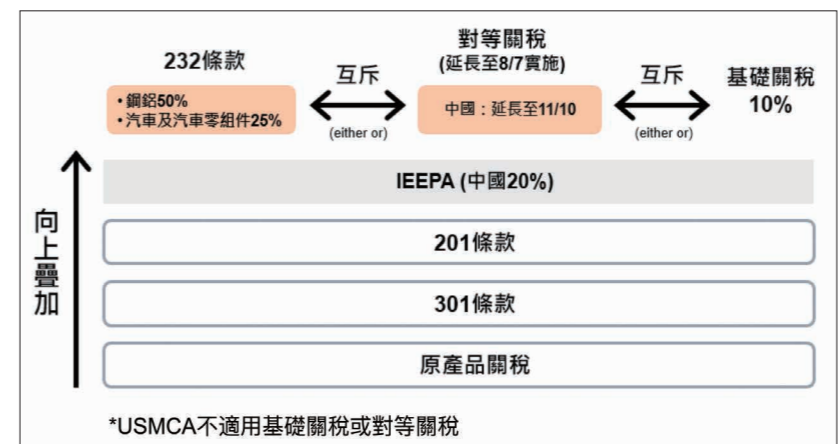 232條款
• 鋼鋁50%
• 汽車及汽車零組件25%
互斥
(either or)
對等關稅
(延長至8/7實施)
中國：延長至11/10
互斥
(either or)
基礎關稅
10%
IEEPA (中國20%)
201條款
301條款
原產品關稅
向上疊加
*USMCA不適用基礎關稅或對等關稅